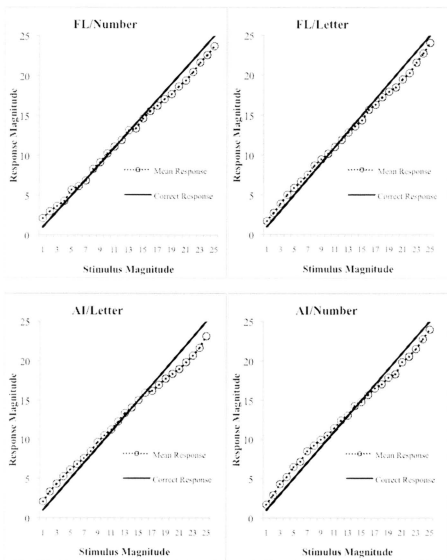 FL/Number
25
20
15
10
5
0
Response Magnitude
Mean Response
Correct Response
1 3 5 7 9 11 13 15 17 19 21 23 25
Stimulus Magnitude
FL/Letter
25
20
15
10
5
0
Response Magnitude
Mean Response
Correct Response
1 3 5 7 9 11 13 15 17 19 21 23 25
Stimulus Magnitude
AI/Letter
25
20
15
10
5
0
Response Magnitude
Mean Response
Correct Response
1 3 5 7 9 11 13 15 17 19 21 23 25
Stimulus Magnitude
AI/Number
25
20
15
10
5
0
Response Magnitude
Mean Response
Correct Response
1 3 5 7 9 11 13 15 17 19 21 23 25
Stimulus Magnitude